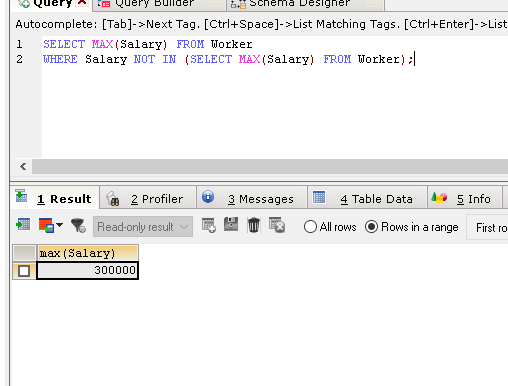 Query Query Builder Schema Designer
Autocomplete: [Tab]->Next Tag. [Ctrl+Space]->List Matching Tags. [Ctrl+Enter]->List
1 SELECT MAX(Salary) FROM Worker
2 WHERE Salary NOT IN (SELECT MAX(Salary) FROM Worker);
1 Result 2 Profiler 3 Messages 4 Table Data 5 Info
Read-only result All rows Rows in a range First ro
max(Salary)
300000